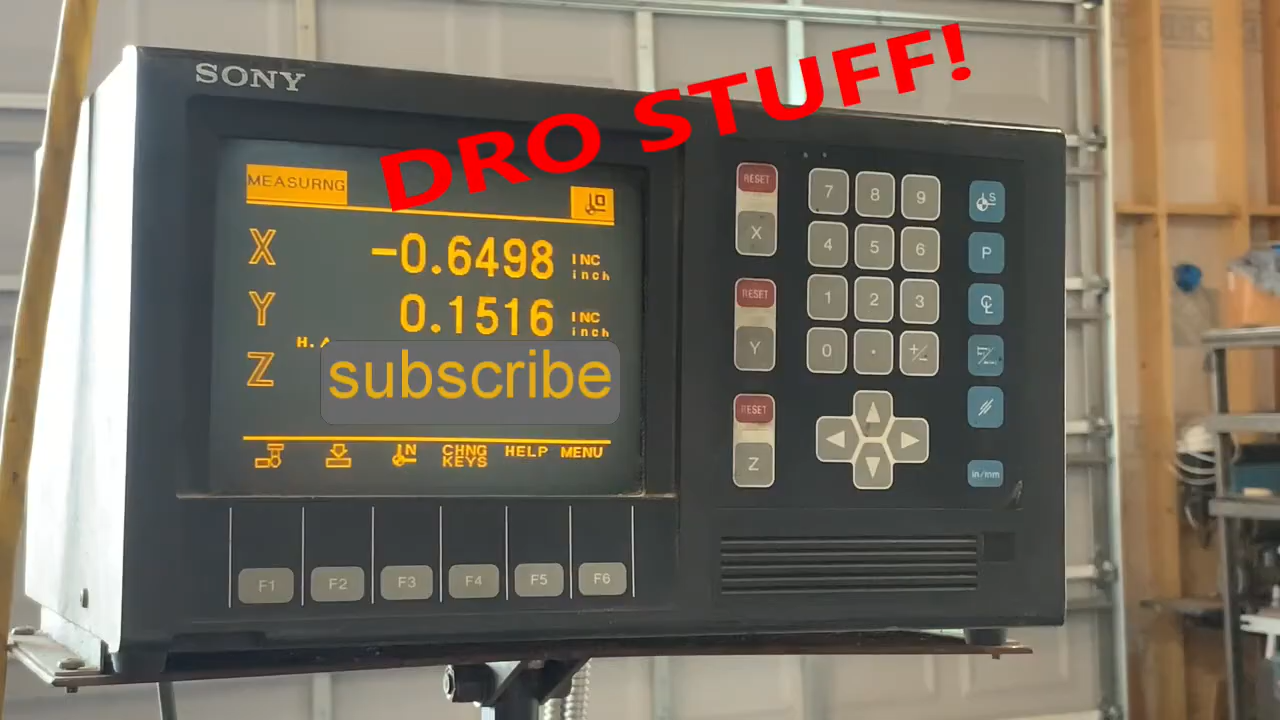 SONY
DRO STUFF!
MEASURNG
X -0.6498 INC inch
Y 0.1516 INC inch
H.
Z
subscribe
N
CHNG KEYS
HELP
MENU
F1 F2 F3 F4 F5 F6
RESET
X
RESET
Y
RESET
Z
7 8 9
4 5 6
1 2 3
0 . +/-
S
P
CL
in/mm